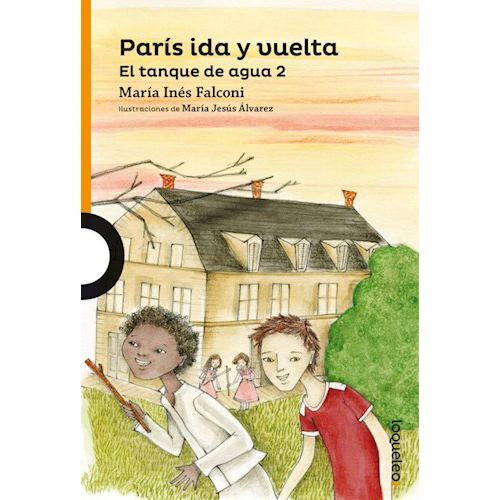 París ida y vuelta
El tanque de agua 2
María Inés Falconi
Ilustraciones de María Jesús Álvarez
loqueleo